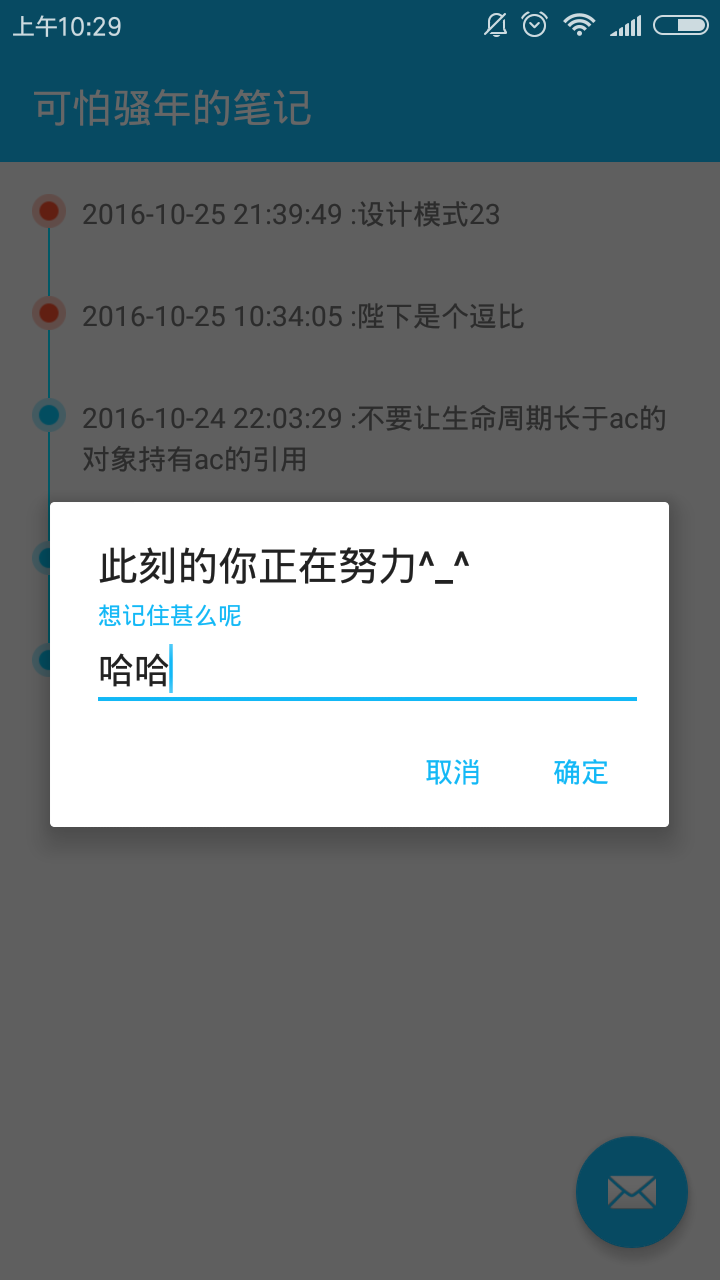 上午10:29
可怕骚年的笔记
2016-10-25 21:39:49 :设计模式23
2016-10-25 10:34:05 :陛下是个逗比
2016-10-24 22:03:29 :不要让生命周期长于ac的
对象持有ac的引用
此刻的你正在努力^_^
想记住甚么呢
哈哈
取消 确定